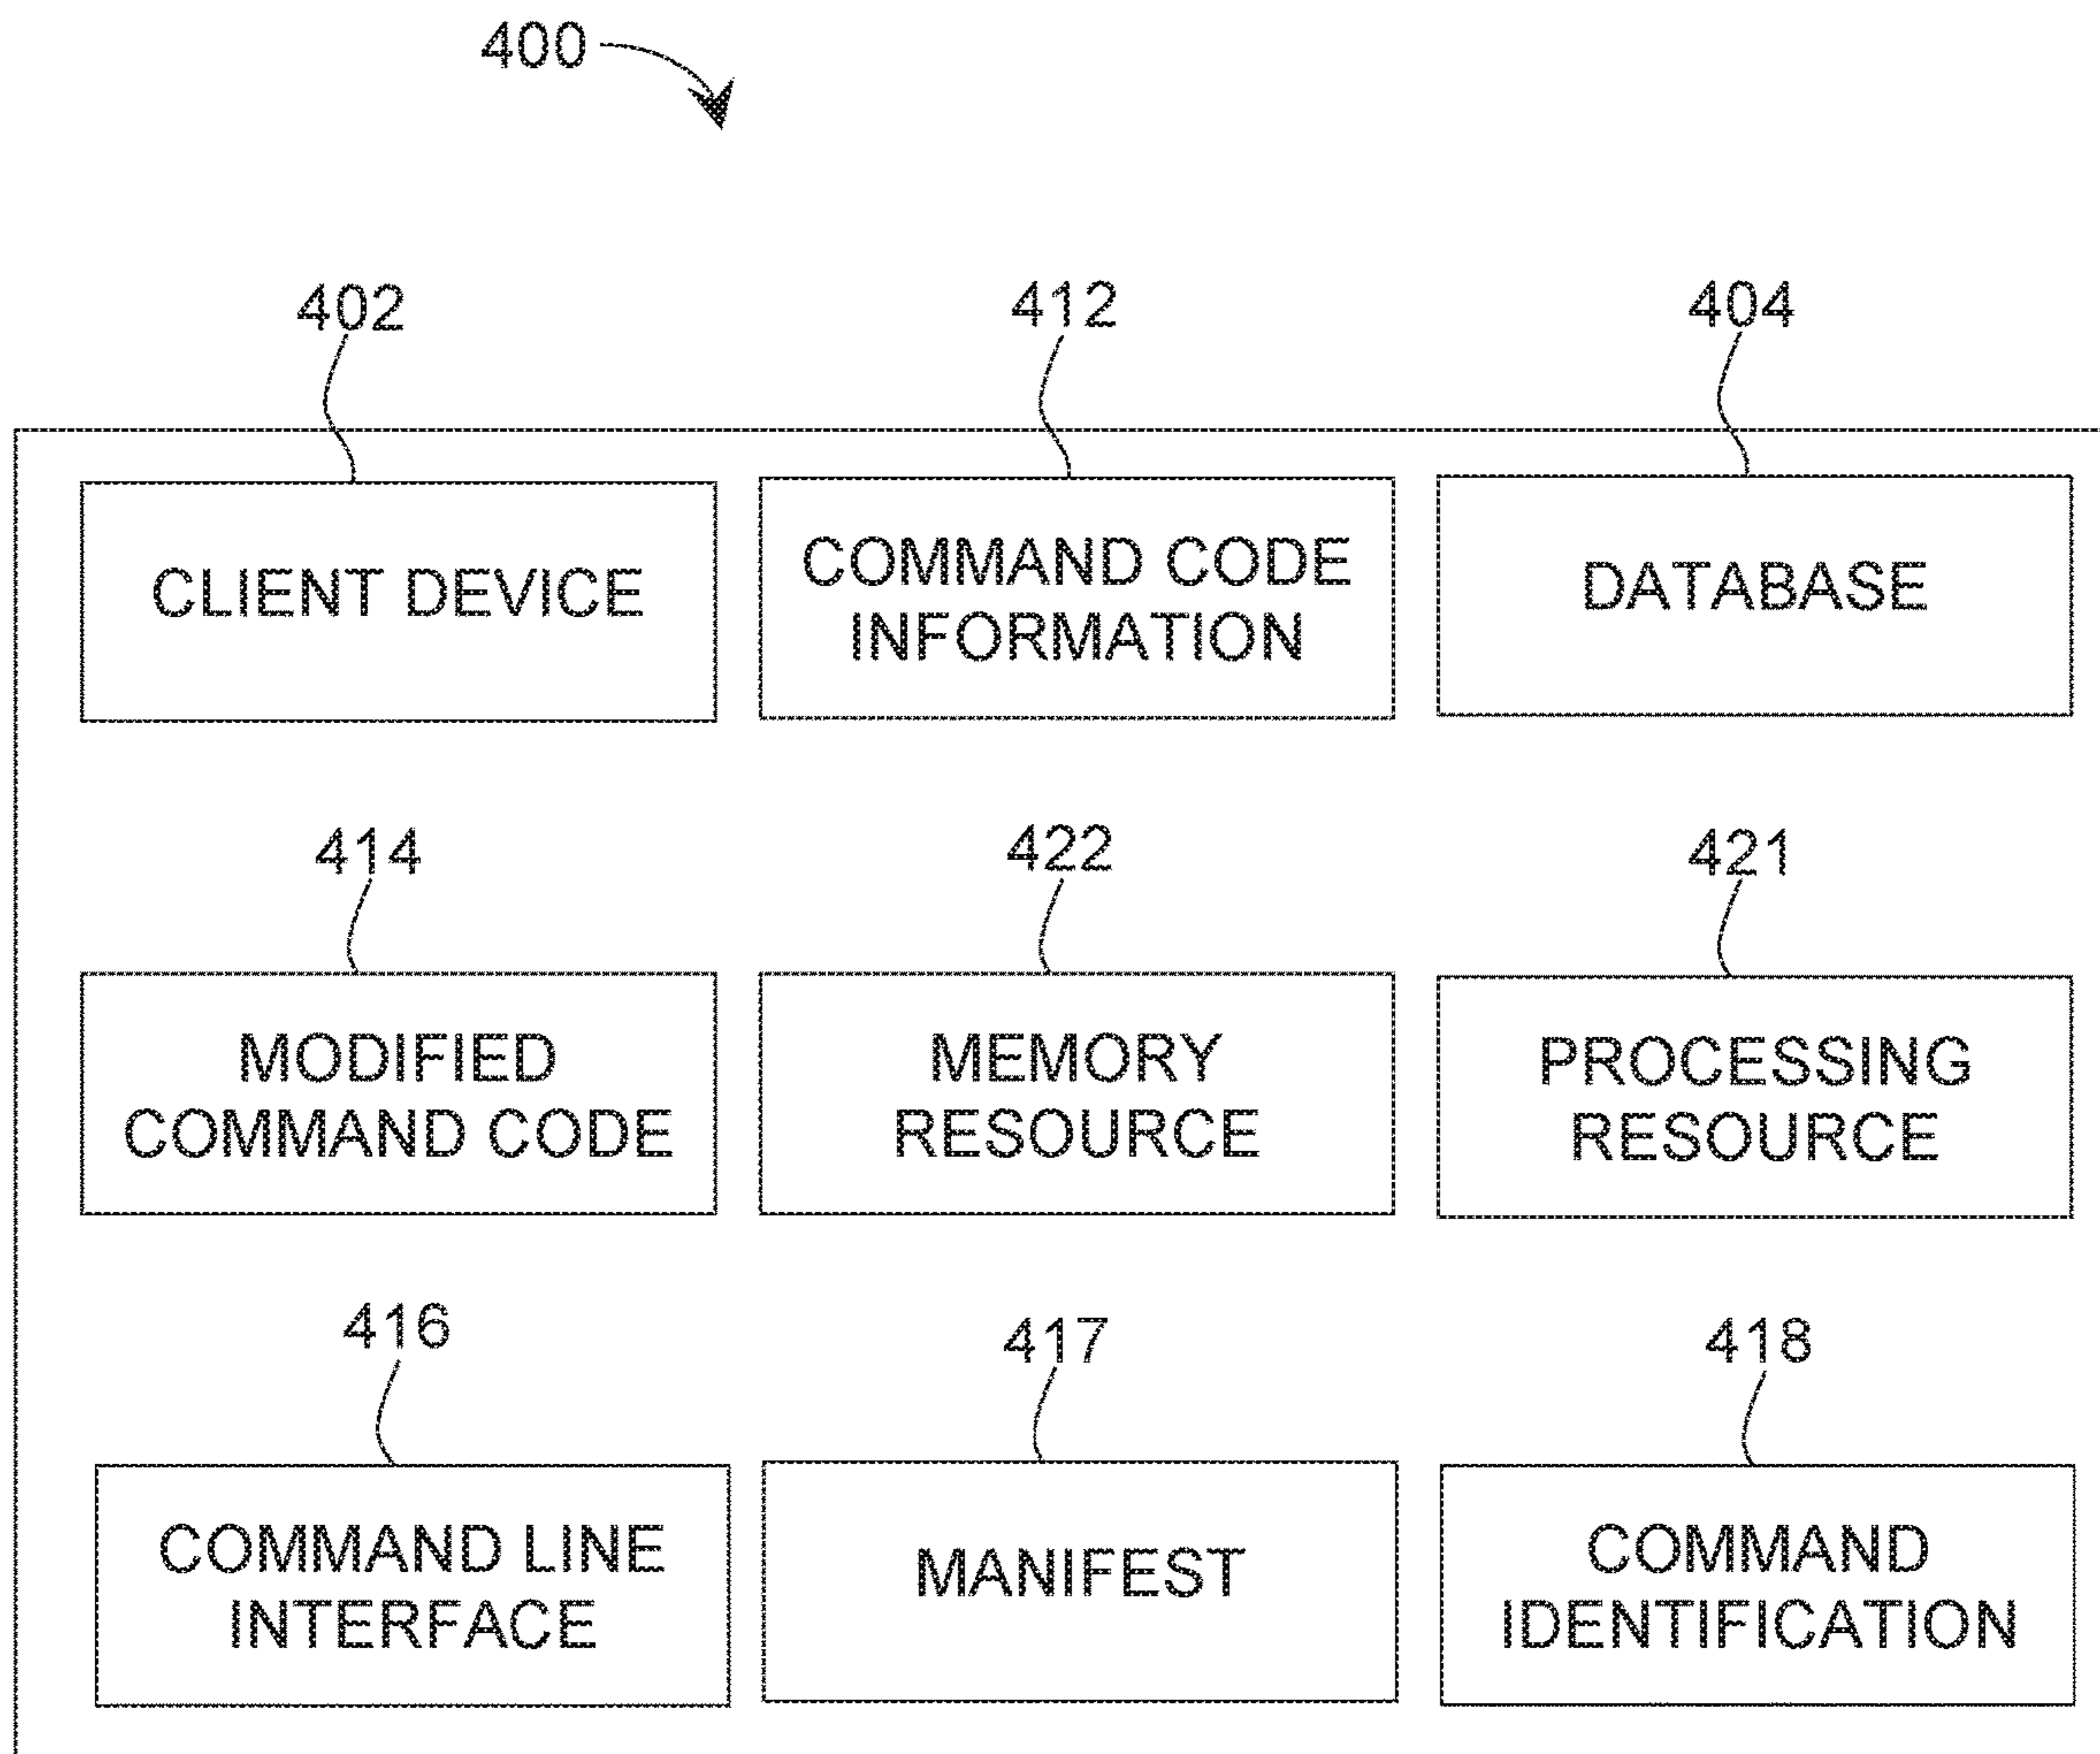 400
402
412
404
CLIENT DEVICE
COMMAND CODE
INFORMATION
DATABASE
414
422
421
MODIFIED
COMMAND CODE
MEMORY
RESOURCE
PROCESSING
RESOURCE
416
417
418
COMMAND LINE
INTERFACE
MANIFEST
COMMAND
IDENTIFICATION